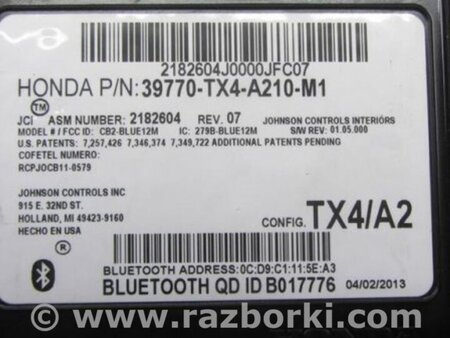 2182604J0000JFC07
HONDA P/N: 39770-TX4-A210-M1
JCI™ ASM NUMBER: 2182604 REV. 07 JOHNSON CONTROLS INTERIORS
MODEL # / FCC ID: CB2-BLUE12M IC: 279B-BLUE12M S/W REV: 01.05.000
U.S. PATENTS: 7,257,426 7,346,374 7,349,722 ADDITIONAL PATENTS PENDING
COFETEL NUMERO:
RCPJOCB11-0579
JOHNSON CONTROLS INC
915 E. 32ND ST.
HOLLAND, MI 49423-9160
HECHO EN USA
CONFIG. TX4/A2
®
BLUETOOTH ADDRESS: 0C:D9:C1:11:5E:A3
BLUETOOTH QD ID B017776 04/02/2013
www.razborki.com